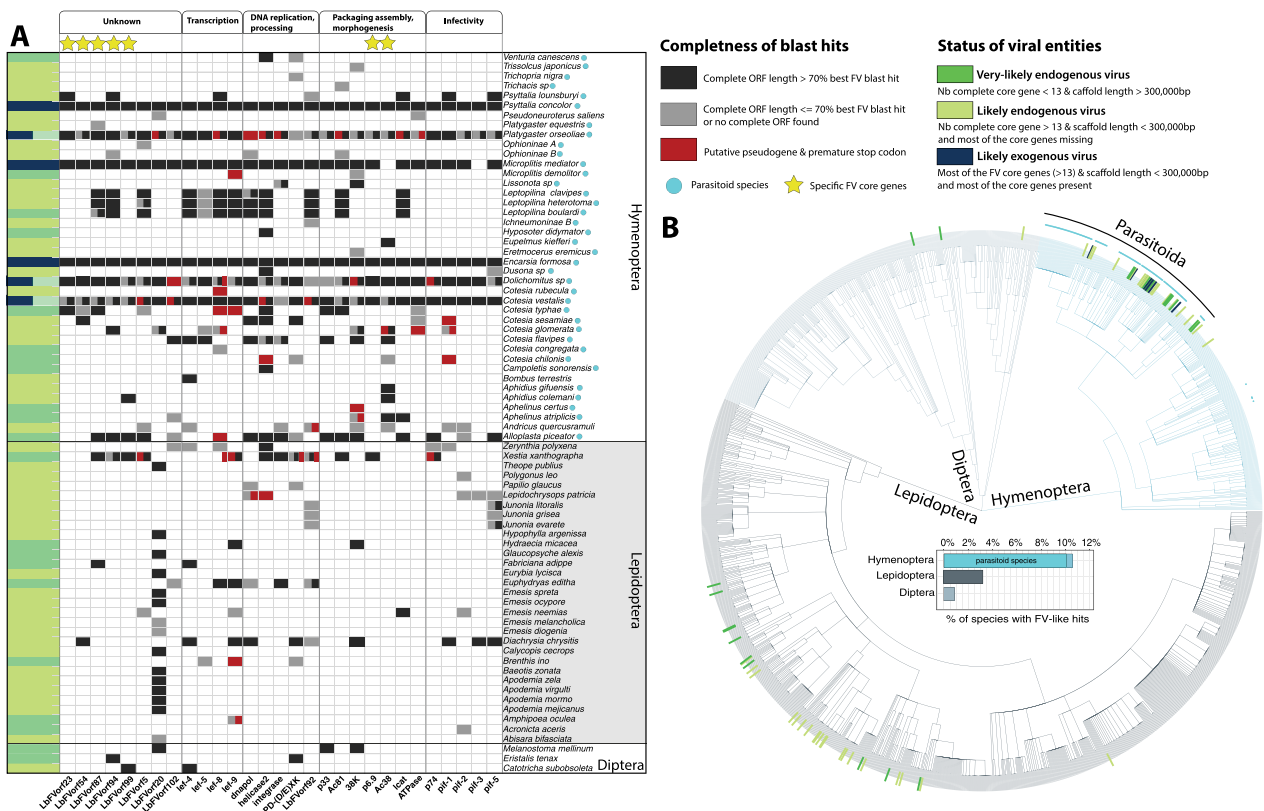 A
Unknown
Transcription
DNA replication,
processing
Packaging assembly,
morphogenesis
Infectivity
Venturia canescens
Trissolcus japonicus
Trichopria nigra
Trichacis sp
Psyttalia lounsburyi
Psyttalia concolor
Pseudoneuroterus saliens
Platygaster equistris
Platygaster orseoliae
Ophioninae A
Ophioninae B
Microplitis mediator
Microplitis demolitor
Lissonota sp
Leptopilina clavipes
Leptopilina heterotoma
Leptopilina boulardi
Ichneumoninae B
Hyposoter didymator
Eupelmus kiefferi
Eretmocerus eremicus
Encarsia formosa
Dusona sp
Dolichomitus sp
Cotesia rubecula
Cotesia vestalis
Cotesia typhae
Cotesia sesamiae
Cotesia glomerata
Cotesia flavipes
Cotesia congregata
Cotesia chilonis
Campoletis sonorensis
Bombus terrestris
Aphidius gifuensis
Aphidius colemani
Aphelinus certus
Aphelinus atriplicis
Andricus quercusramuli
Alloplasta piceator
Hymenoptera
Zerynthia polyxena
Xestia xanthographa
Theope publius
Polygonus leo
Papilio glaucus
Lepidochrysops patricia
Junonia litoralis
Junonia grisea
Junonia evarete
Hypophylla argenissa
Hydraecia micacea
Glaucopsyche alexis
Fabriciana adippe
Eurybia lycisca
Euphydryas editha
Emesis spreta
Emesis ocypore
Emesis neemias
Emesis melancholica
Emesis diogenia
Diachrysia chrysitis
Calycopis cecrops
Brenthis ino
Baeotis zonata
Apodemia zela
Apodemia virgulti
Apodemia mormo
Apodemia mejicanus
Amphipoea oculea
Acronicta aceris
Abisara bifasciata
Lepidoptera
Melanostoma mellinum
Eristalis tenax
Catotricha subobsoleta
Diptera
LbFVorf23
LbFVorf54
LbFVorf87
LbFVorf94
LbFVorf99
LbFVorf5
LbFVorf20
LbFVorf102
lef-4
lef-5
lef-8
lef-9
dnapol
helicase2
integrase
PD-(D/E)XK
LbFVorf92
p33
Ac81
38K
p6.9
Ac38
lcat
ATPase
p74
pif-1
pif-2
pif-3
pif-5
Completness of blast hits
Complete ORF length > 70% best FV blast hit
Complete ORF length <= 70% best FV blast hit
or no complete ORF found
Putative pseudogene & premature stop codon
Parasitoid species
Specific FV core genes
Status of viral entities
Very-likely endogenous virus
Nb complete core gene < 13 & caffold length > 300,000bp
Likely endogenous virus
Nb complete core gene > 13 & scaffold length < 300,000bp
and most of the core genes missing
Likely exogenous virus
Most of the FV core genes (>13) & scaffold length < 300,000bp
and most of the core genes present
B
Parasitoida
Diptera
Hymenoptera
Lepidoptera
0% 2% 4% 6% 8% 10% 12%
Hymenoptera
parasitoid species
Lepidoptera
Diptera
% of species with FV-like hits